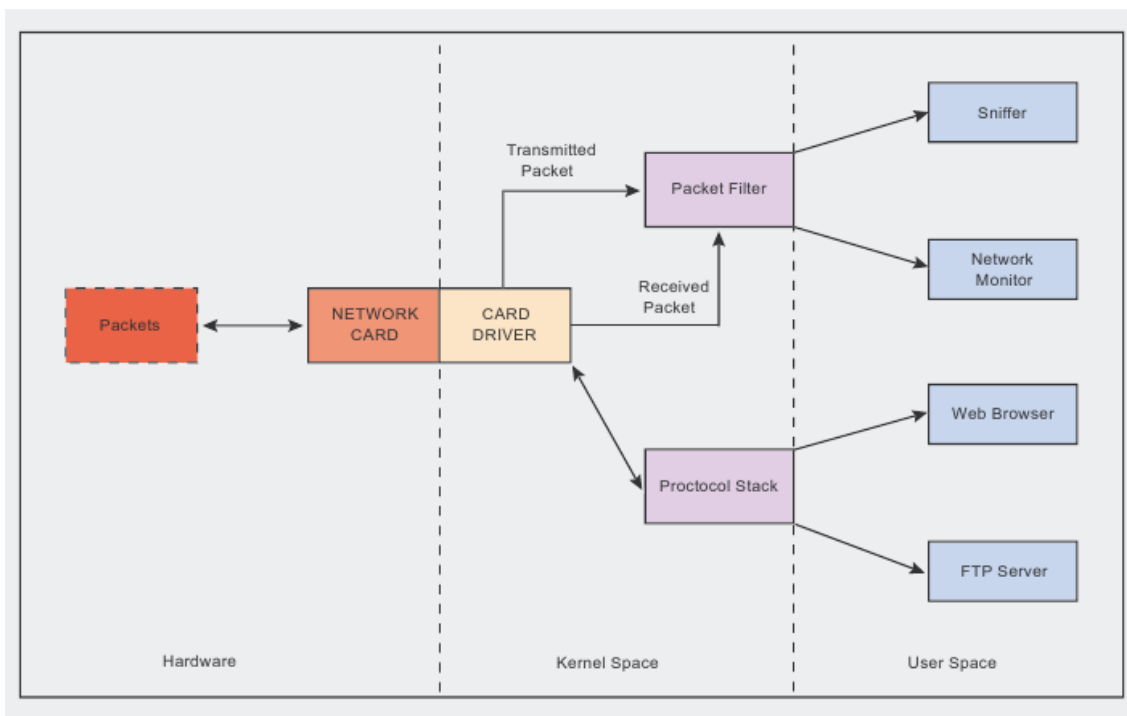 Sniffer
Transmitted
Packet
Packet Filter
Network
Monitor
Received
Packet
Packets
NETWORK
CARD
CARD
DRIVER
Web Browser
Proctocol Stack
FTP Server
Hardware
Kernel Space
User Space